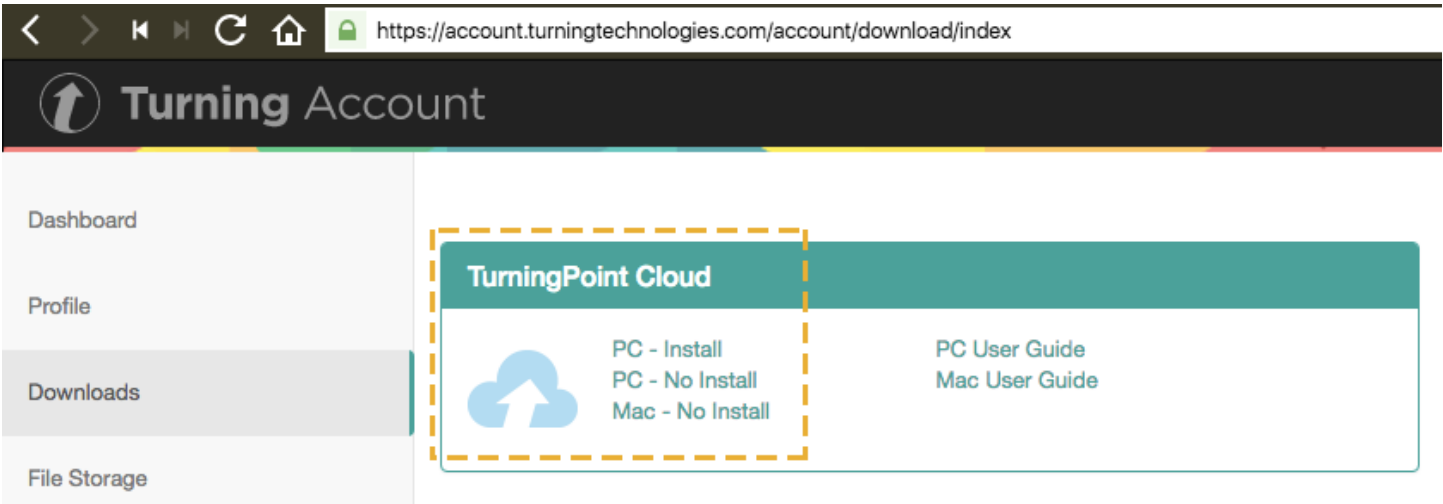 https://account.turningtechnologies.com/account/download/index
Turning Account
Dashboard
Profile
Downloads
File Storage
TurningPoint Cloud
PC - Install
PC - No Install
Mac - No Install
PC User Guide
Mac User Guide